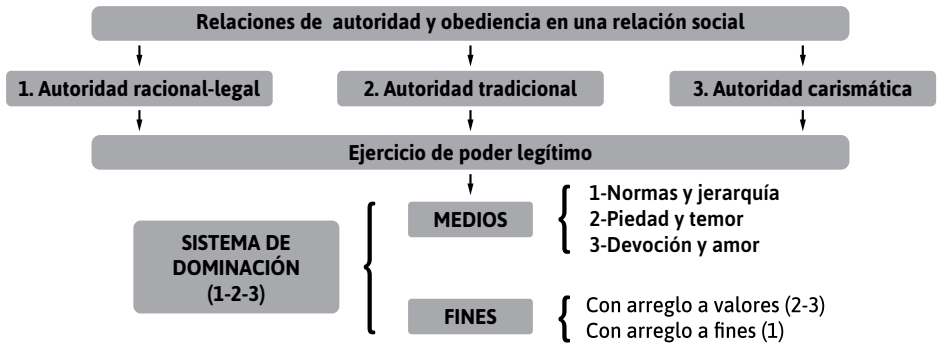 Relaciones de autoridad y obediencia en una relación social
1. Autoridad racional-legal
2. Autoridad tradicional
3. Autoridad carismática
Ejercicio de poder legítimo
SISTEMA DE
DOMINACIÓN
(1-2-3)
MEDIOS
1-Normas y jerarquía
2-Piedad y temor
3-Devoción y amor
FINES
Con arreglo a valores (2-3)
Con arreglo a fines (1)